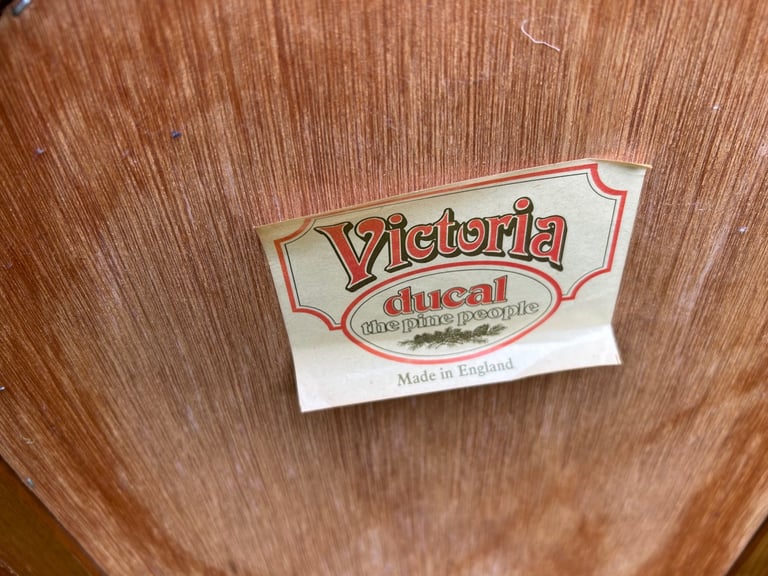 Victoria
ducal
the pine people
Made in England